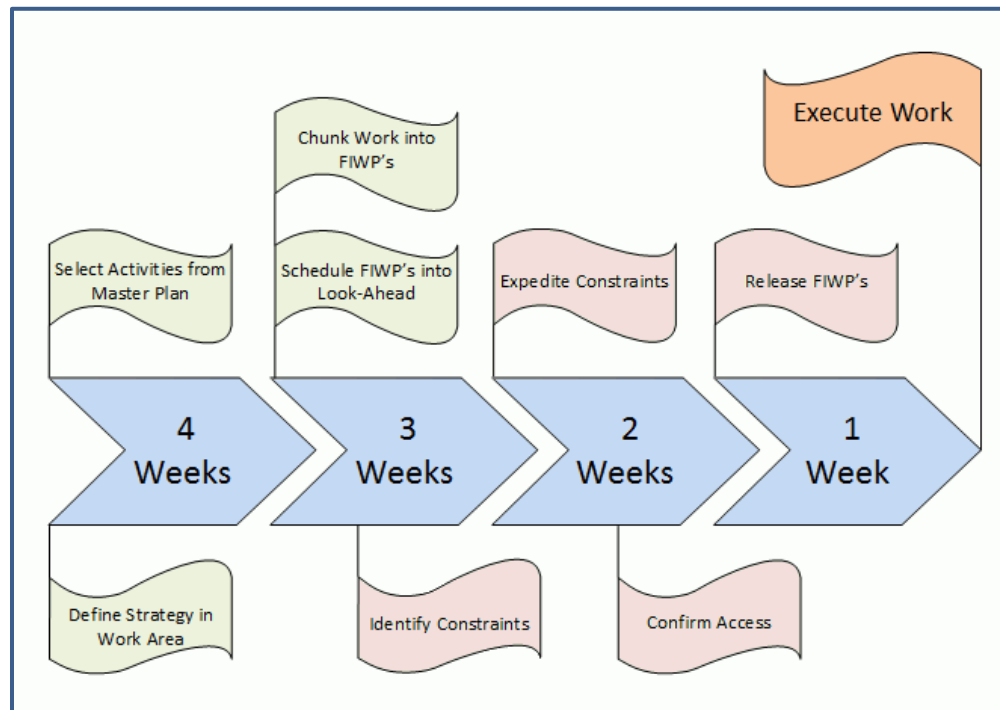 Execute Work
Chunk Work into
FIWP's
Select Activities from
Master Plan
Schedule FIWP's into
Look-Ahead
Expedite Constraints
Release FIWP's
4
Weeks
3
Weeks
2
Weeks
1
Week
Define Strategy in
Work Area
Identify Constraints
Confirm Access